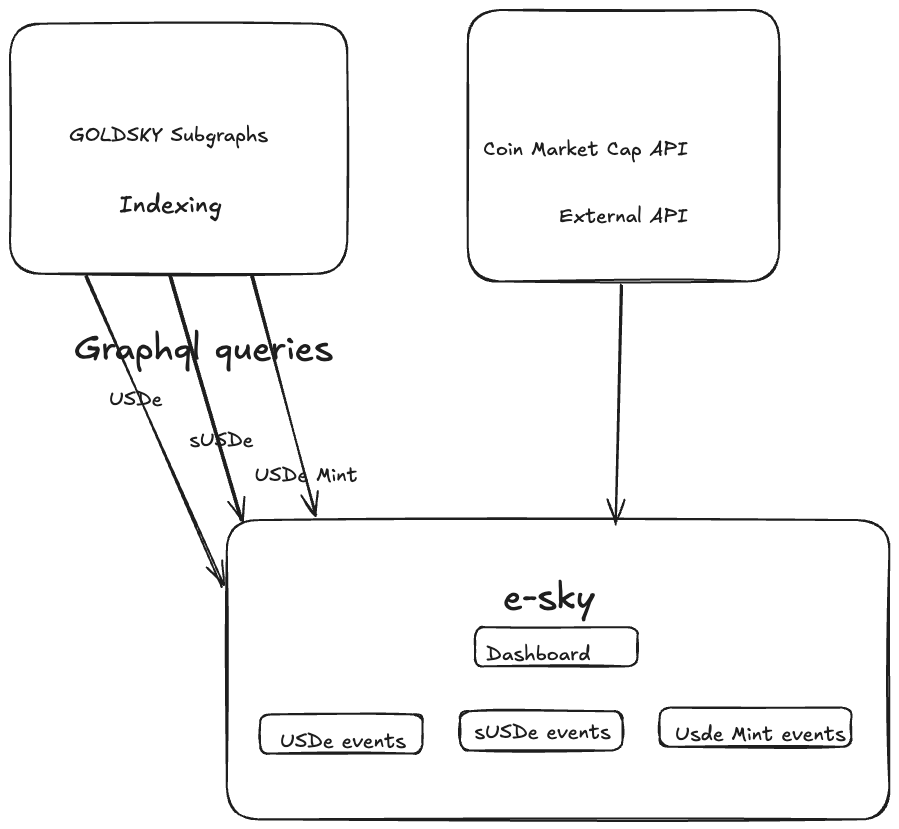 GOLDSKY Subgraphs
Indexing
Coin Market Cap API
External API
Graphql queries
USDe
sUSDe
USDe Mint
e-sky
Dashboard
USDe events
sUSDe events
Usde Mint events